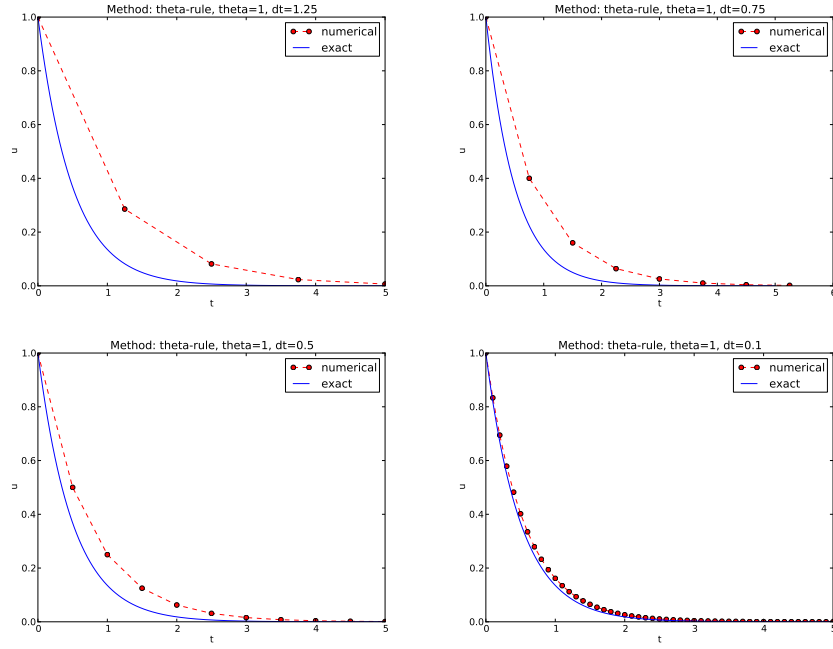 Method: theta-rule, theta=1, dt=1.25
numerical
exact
1.0
0.8
0.6
0.4
0.2
0.0
u
0 1 2 3 4 5
t
Method: theta-rule, theta=1, dt=0.75
numerical
exact
1.0
0.8
0.6
0.4
0.2
0.0
u
0 1 2 3 4 5 6
t
Method: theta-rule, theta=1, dt=0.5
numerical
exact
1.0
0.8
0.6
0.4
0.2
0.0
u
0 1 2 3 4 5
t
Method: theta-rule, theta=1, dt=0.1
numerical
exact
1.0
0.8
0.6
0.4
0.2
0.0
u
0 1 2 3 4 5
t